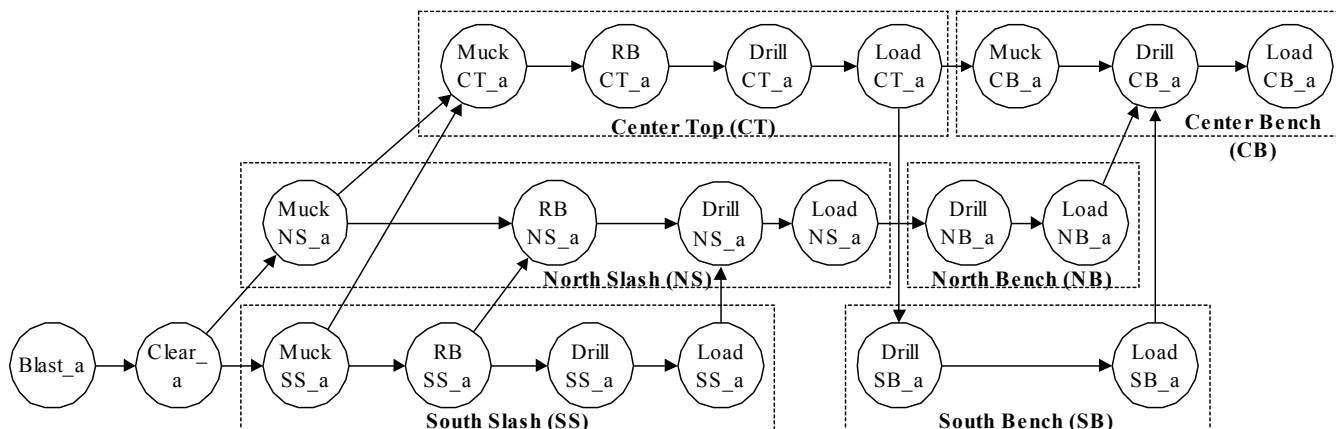 Muck
CT_a
RB
CT_a
Drill
CT_a
Load
CT_a
Center Top (CT)
Muck
CB_a
Drill
CB_a
Load
CB_a
Center Bench
(CB)
Muck
NS_a
RB
NS_a
Drill
NS_a
Load
NS_a
North Slash (NS)
Drill
NB_a
Load
NB_a
North Bench (NB)
Blast_a
Clear_
a
Muck
SS_a
RB
SS_a
Drill
SS_a
Load
SS_a
South Slash (SS)
Drill
SB_a
Load
SB_a
South Bench (SB)